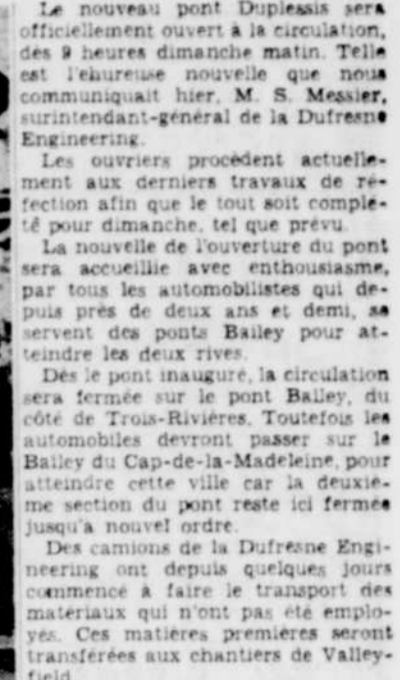 Le nouveau pont Duplessis sera
officiellement ouvert à la circulation,
dès 9 heures dimanche matin. Telle
est l'ehureuse nouvelle que nous
communiquait hier, M. S. Messier,
surintendant-général de la Dufresne
Engineering.
Les ouvriers procèdent actuelle-
ment aux derniers travaux de ré-
fection afin que le tout soit complé-
té pour dimanche, tel que prévu.
La nouvelle de l'ouverture du pont
sera accueillie avec enthousiasme,
par tous les automobilistes qui de-
puis près de deux ans et demi, se
servent des ponts Bailey pour at-
teindre les deux rives.
Dès le pont inauguré, la circulation
sera fermée sur le pont Bailey, du
côté de Trois-Rivières. Toutefois les
automobiles devront passer sur le
Bailey du Cap-de-la-Madeleine, pour
atteindre cette ville car la deuxiè-
me section du pont reste ici fermée
jusqu'a nouvel ordre.
Des camions de la Dufresne Engi-
neering ont depuis quelques jours
commencé à faire le transport des
matériaux qui n'ont pas été emplo-
yés. Ces matières premières seront
transférées aux chantiers de Valley-
field.